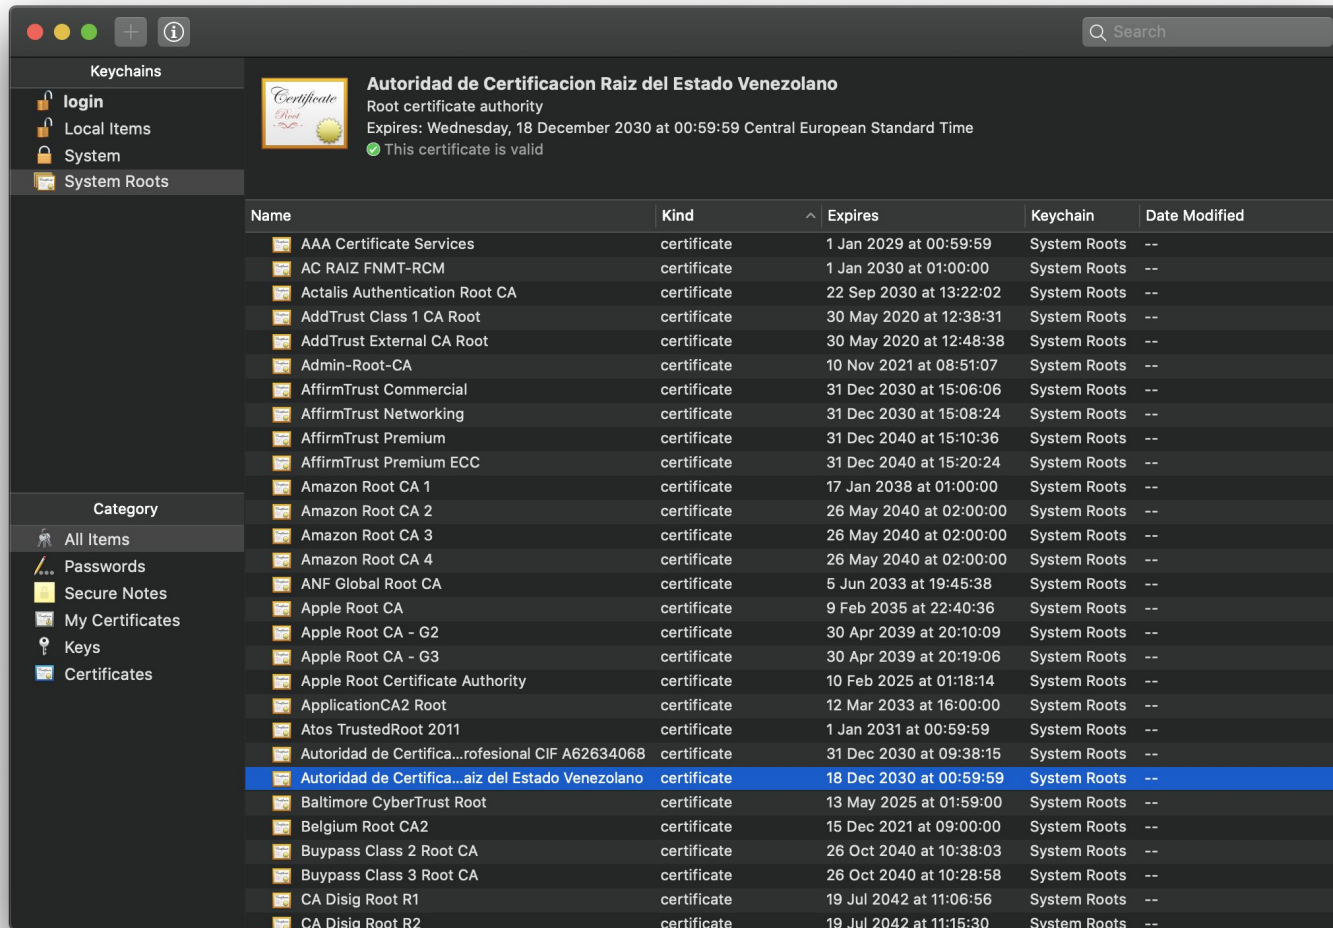 Search
Keychains
login
Local Items
System
System Roots
Certificate
Root
Autoridad de Certificacion Raiz del Estado Venezolano
Root certificate authority
Expires: Wednesday, 18 December 2030 at 00:59:59 Central European Standard Time
This certificate is valid
Name Kind Expires Keychain Date Modified
AAA Certificate Services certificate 1 Jan 2029 at 00:59:59 System Roots --
AC RAIZ FNMT-RCM certificate 1 Jan 2030 at 01:00:00 System Roots --
Actalis Authentication Root CA certificate 22 Sep 2030 at 13:22:02 System Roots --
AddTrust Class 1 CA Root certificate 30 May 2020 at 12:38:31 System Roots --
AddTrust External CA Root certificate 30 May 2020 at 12:48:38 System Roots --
Admin-Root-CA certificate 10 Nov 2021 at 08:51:07 System Roots --
AffirmTrust Commercial certificate 31 Dec 2030 at 15:06:06 System Roots --
AffirmTrust Networking certificate 31 Dec 2030 at 15:08:24 System Roots --
AffirmTrust Premium certificate 31 Dec 2040 at 15:10:36 System Roots --
AffirmTrust Premium ECC certificate 31 Dec 2040 at 15:20:24 System Roots --
Amazon Root CA 1 certificate 17 Jan 2038 at 01:00:00 System Roots --
Amazon Root CA 2 certificate 26 May 2040 at 02:00:00 System Roots --
Amazon Root CA 3 certificate 26 May 2040 at 02:00:00 System Roots --
Amazon Root CA 4 certificate 26 May 2040 at 02:00:00 System Roots --
ANF Global Root CA certificate 5 Jun 2033 at 19:45:38 System Roots --
Apple Root CA certificate 9 Feb 2035 at 22:40:36 System Roots --
Apple Root CA - G2 certificate 30 Apr 2039 at 20:10:09 System Roots --
Apple Root CA - G3 certificate 30 Apr 2039 at 20:19:06 System Roots --
Apple Root Certificate Authority certificate 10 Feb 2025 at 01:18:14 System Roots --
ApplicationCA2 Root certificate 12 Mar 2033 at 16:00:00 System Roots --
Atos TrustedRoot 2011 certificate 1 Jan 2031 at 00:59:59 System Roots --
Autoridad de Certifica...rofesional CIF A62634068 certificate 31 Dec 2030 at 09:38:15 System Roots --
Autoridad de Certifica...aiz del Estado Venezolano certificate 18 Dec 2030 at 00:59:59 System Roots --
Baltimore CyberTrust Root certificate 13 May 2025 at 01:59:00 System Roots --
Belgium Root CA2 certificate 15 Dec 2021 at 09:00:00 System Roots --
Buypass Class 2 Root CA certificate 26 Oct 2040 at 10:38:03 System Roots --
Buypass Class 3 Root CA certificate 26 Oct 2040 at 10:28:58 System Roots --
CA Disig Root R1 certificate 19 Jul 2042 at 11:06:56 System Roots --
CA Disig Root R2 certificate 19 Jul 2042 at 11:15:30 System Roots --
Category
All Items
Passwords
Secure Notes
My Certificates
Keys
Certificates